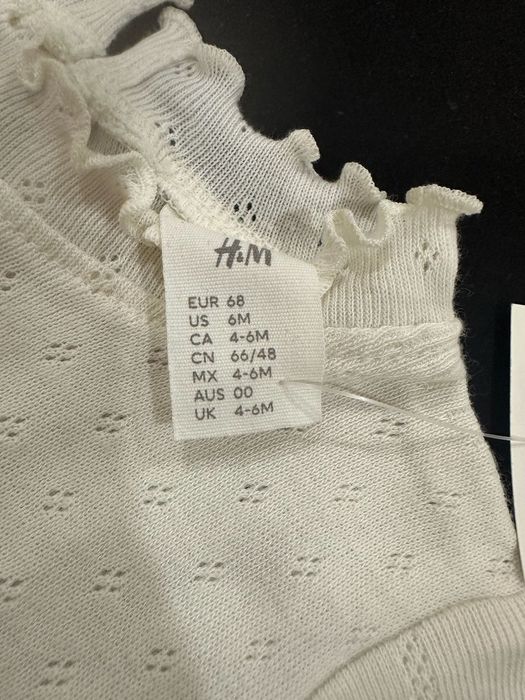 H&M
EUR 68
US 6M
CA 4-6M
CN 66/48
MX 4-6M
AUS 00
UK 4-6M